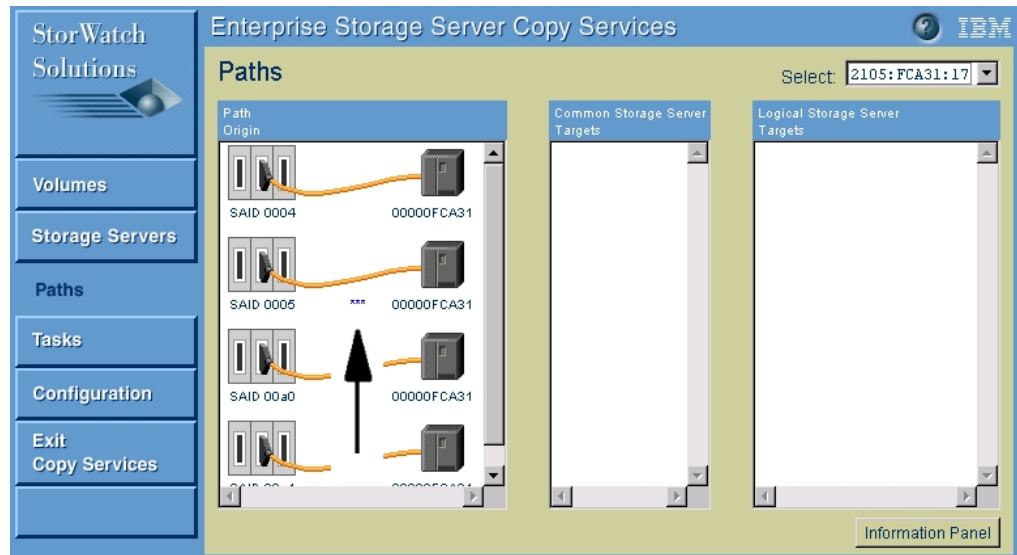 StorWatch
Solutions
Enterprise Storage Server Copy Services
? IBM
Paths
Select: 2105:FCA31:17
Path
Origin
Common Storage Server
Targets
Logical Storage Server
Targets
Volumes
Storage Servers
Paths
Tasks
Configuration
Exit
Copy Services
SAID 0004 00000FCA31
SAID 0005 *** 00000FCA31
SAID 00a0 00000FCA31
Information Panel